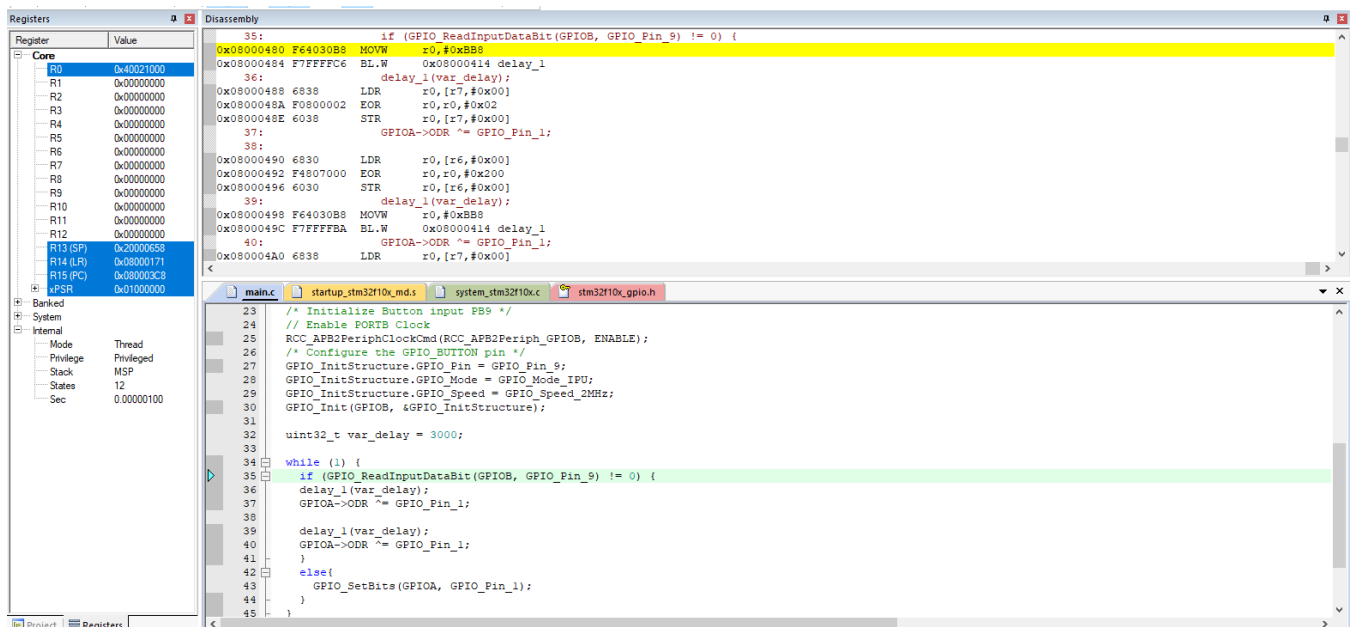 Registers
Register Value
Core
R0 0x40021000
R1 0x00000000
R2 0x00000000
R3 0x00000000
R4 0x00000000
R5 0x00000000
R6 0x00000000
R7 0x00000000
R8 0x00000000
R9 0x00000000
R10 0x00000000
R11 0x00000000
R12 0x00000000
R13 (SP) 0x20000658
R14 (LR) 0x08000171
R15 (PC) 0x080003C8
xPSR 0x01000000
Banked
System
Internal
Mode Thread
Privilege Privileged
Stack MSP
States 12
Sec 0.00000100
Project Registers
Disassembly
35: if (GPIO_ReadInputDataBit(GPIOB, GPIO_Pin_9) != 0) {
0x08000480 F64030B8 MOVW r0,#0xBB8
0x08000484 F7FFFFC6 BL.W 0x08000414 delay_1
36: delay_1(var_delay);
0x08000488 6838 LDR r0,[r7,#0x00]
0x0800048A F0800002 EOR r0,r0,#0x02
0x0800048E 6038 STR r0,[r7,#0x00]
37: GPIOA->ODR ^= GPIO_Pin_1;
38:
0x08000490 6830 LDR r0,[r6,#0x00]
0x08000492 F4807000 EOR r0,r0,#0x200
0x08000496 6030 STR r0,[r6,#0x00]
39: delay_1(var_delay);
0x08000498 F64030B8 MOVW r0,#0xBB8
0x0800049C F7FFFFBA BL.W 0x08000414 delay_1
40: GPIOA->ODR ^= GPIO_Pin_1;
0x080004A0 6838 LDR r0,[r7,#0x00]
main.c startup_stm32f10x_md.s system_stm32f10x.c stm32f10x_gpio.h
23 /* Initialize Button input PB9 */
24 // Enable PORTB Clock
25 RCC_APB2PeriphClockCmd(RCC_APB2Periph_GPIOB, ENABLE);
26 /* Configure the GPIO_BUTTON pin */
27 GPIO_InitStructure.GPIO_Pin = GPIO_Pin_9;
28 GPIO_InitStructure.GPIO_Mode = GPIO_Mode_IPU;
29 GPIO_InitStructure.GPIO_Speed = GPIO_Speed_2MHz;
30 GPIO_Init(GPIOB, &GPIO_InitStructure);
31
32 uint32_t var_delay = 3000;
33
34 while (1) {
35 if (GPIO_ReadInputDataBit(GPIOB, GPIO_Pin_9) != 0) {
36 delay_1(var_delay);
37 GPIOA->ODR ^= GPIO_Pin_1;
38
39 delay_1(var_delay);
40 GPIOA->ODR ^= GPIO_Pin_1;
41 }
42 else{
43 GPIO_SetBits(GPIOA, GPIO_Pin_1);
44 }
45 }